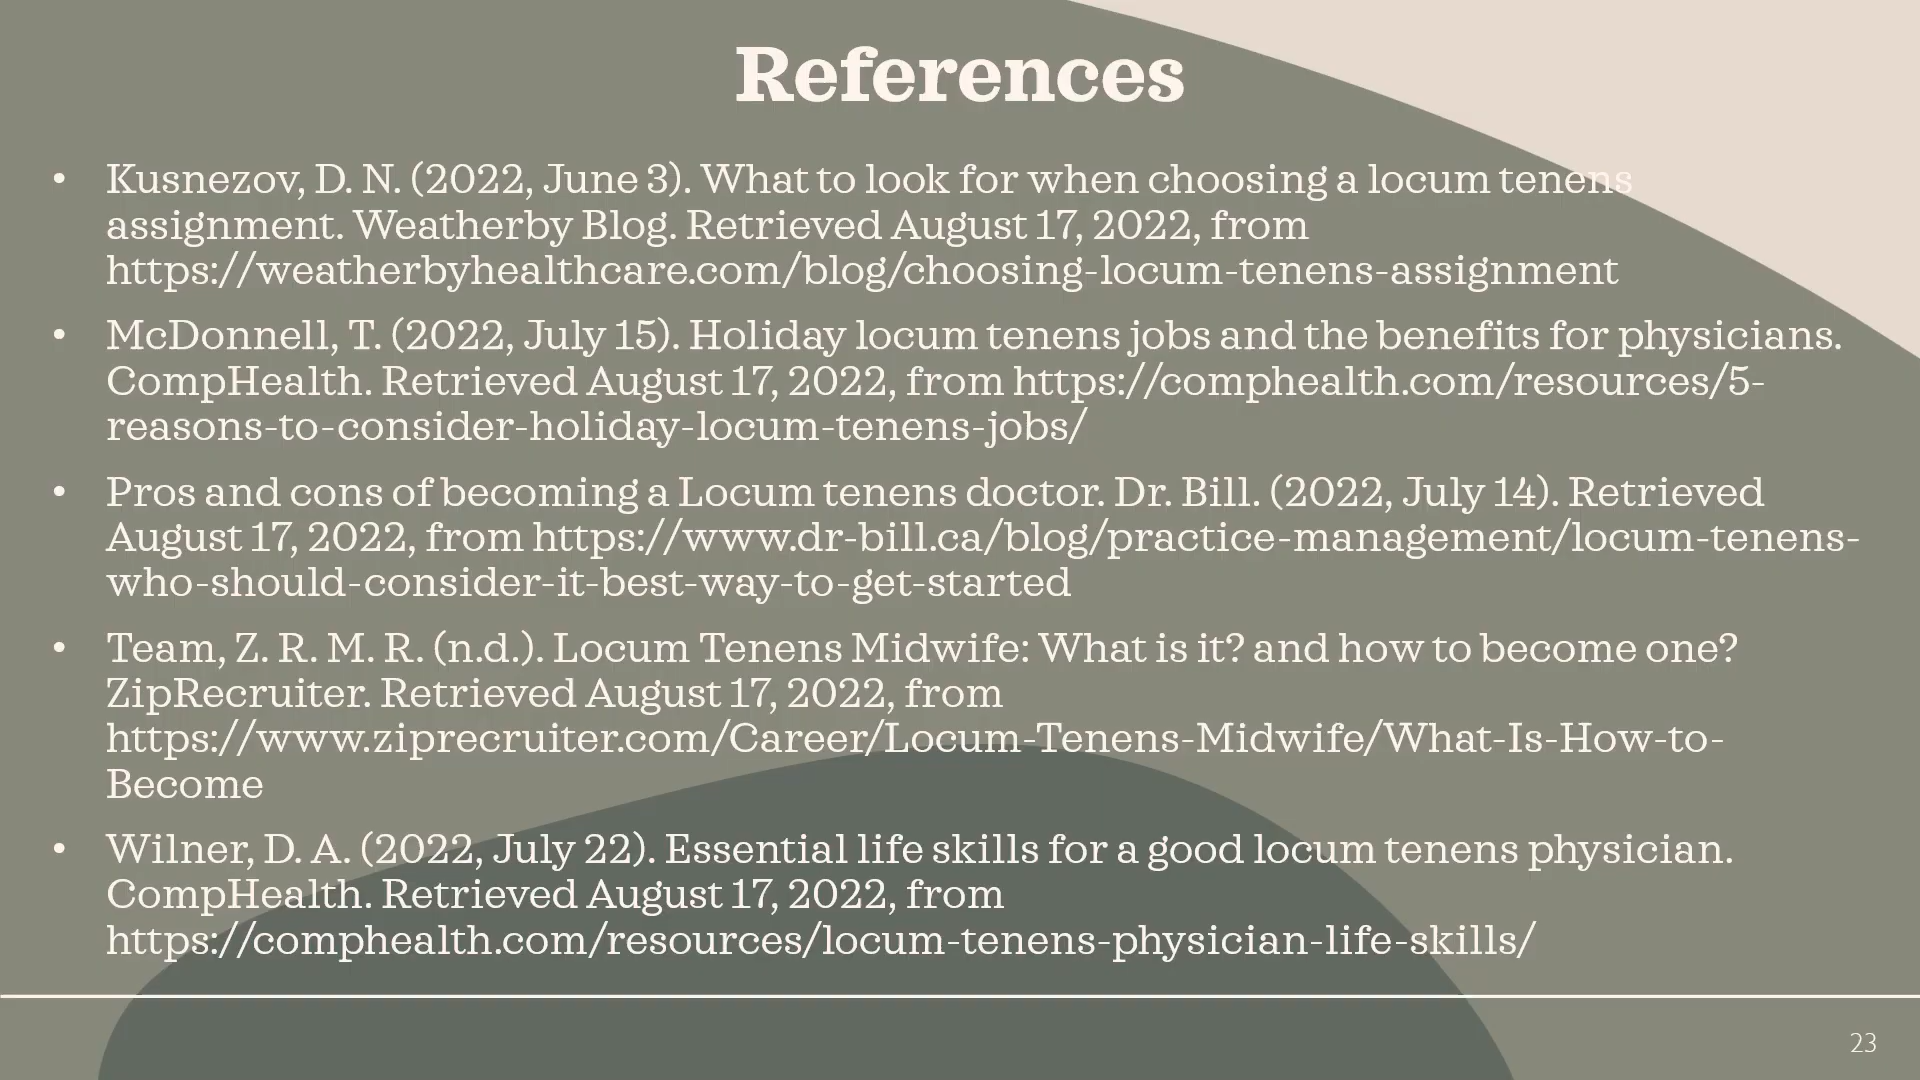 References
• Kusnezov, D. N. (2022, June 3). What to look for when choosing a locum tenens
assignment. Weatherby Blog. Retrieved August 17, 2022, from
https://weatherbyhealthcare.com/blog/choosing-locum-tenens-assignment
• McDonnell, T. (2022, July 15). Holiday locum tenens jobs and the benefits for physicians.
CompHealth. Retrieved August 17, 2022, from https://comphealth.com/resources/5-
reasons-to-consider-holiday-locum-tenens-jobs/
• Pros and cons of becoming a Locum tenens doctor. Dr. Bill. (2022, July 14). Retrieved
August 17, 2022, from https://www.dr-bill.ca/blog/practice-management/locum-tenens-
who-should-consider-it-best-way-to-get-started
• Team, Z. R. M. R. (n.d.). Locum Tenens Midwife: What is it? and how to become one?
ZipRecruiter. Retrieved August 17, 2022, from
https://www.ziprecruiter.com/Career/Locum-Tenens-Midwife/What-Is-How-to-
Become
• Wilner, D. A. (2022, July 22). Essential life skills for a good locum tenens physician.
CompHealth. Retrieved August 17, 2022, from
https://comphealth.com/resources/locum-tenens-physician-life-skills/
23